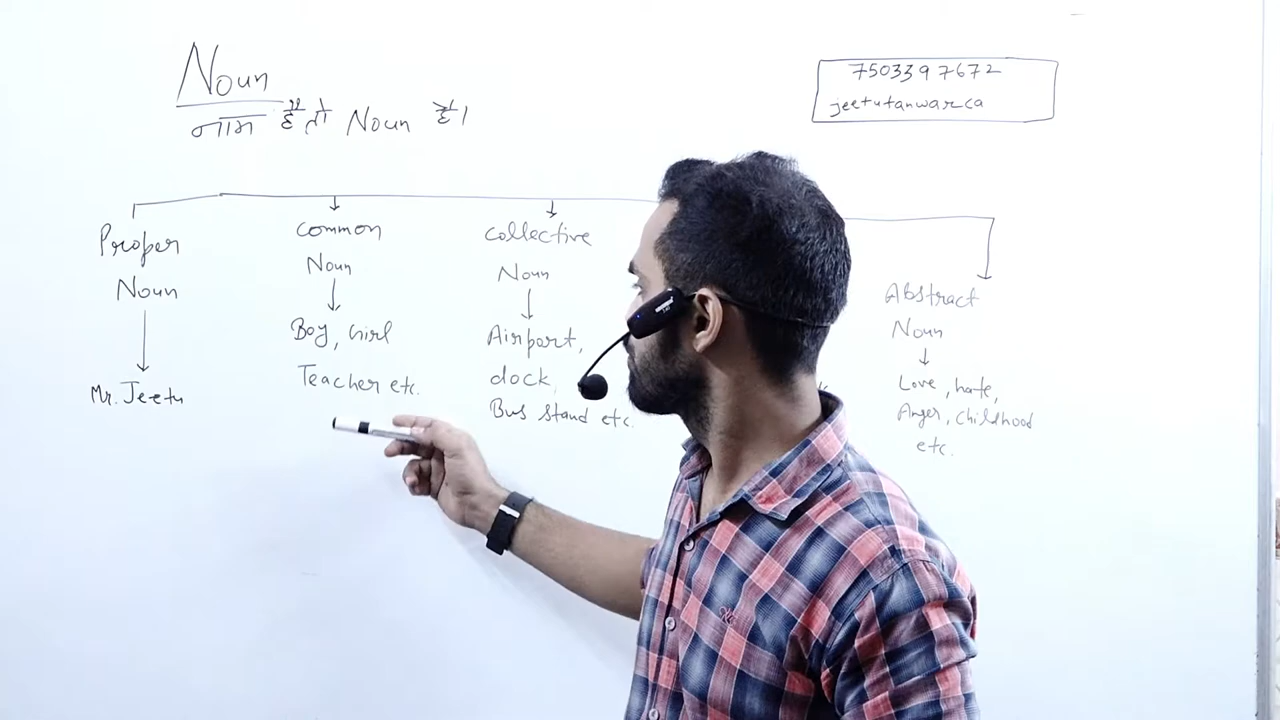 Noun
नाम है तो Noun है।
7503397672
jeetutanwarca
Proper
Noun
Mr. Jeetu
Common
Noun
Boy, Girl
Teacher etc.
Collective
Noun
Airport,
dock,
Bus stand etc.
Abstract
Noun
Love, hate,
Anger, Childhood
etc.